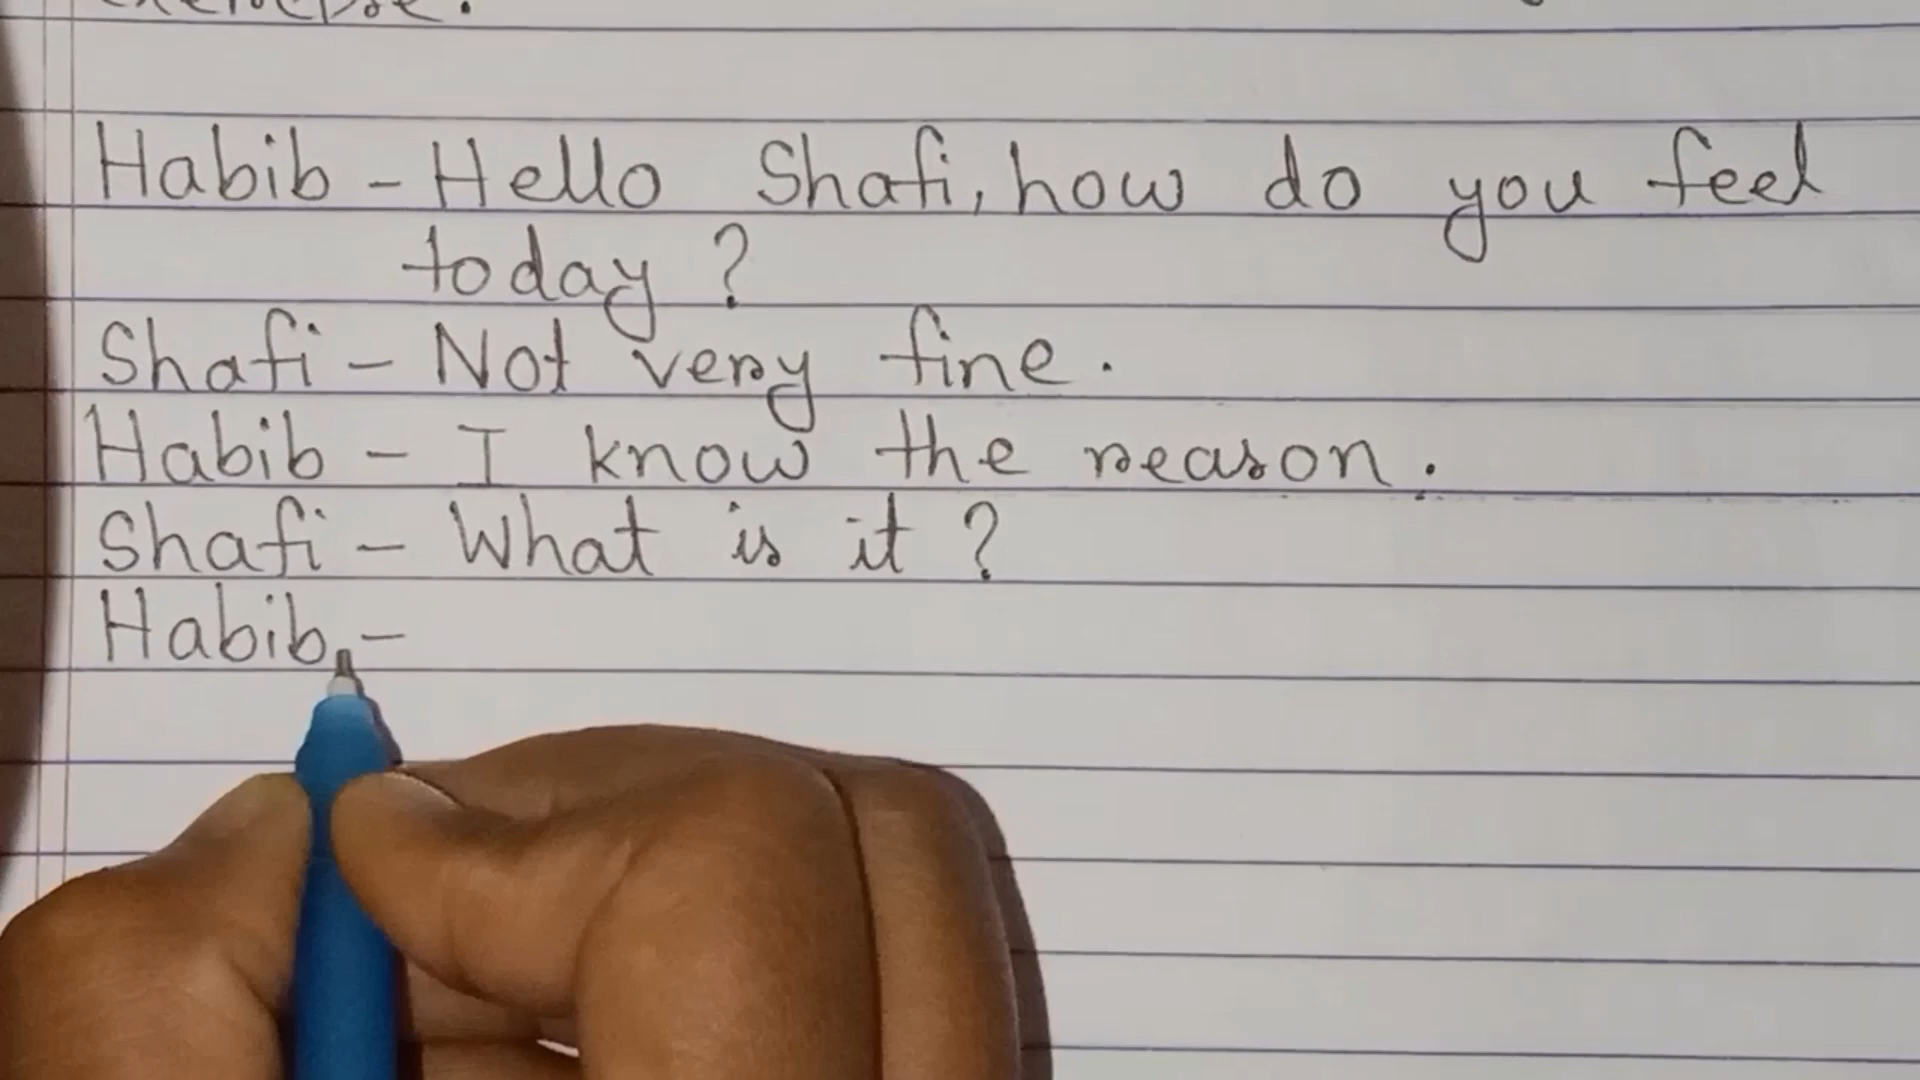 Habib - Hello Shafi, how do you feel
today ?
Shafi - Not very fine.
Habib - I know the reason.
Shafi - What is it ?
Habib -